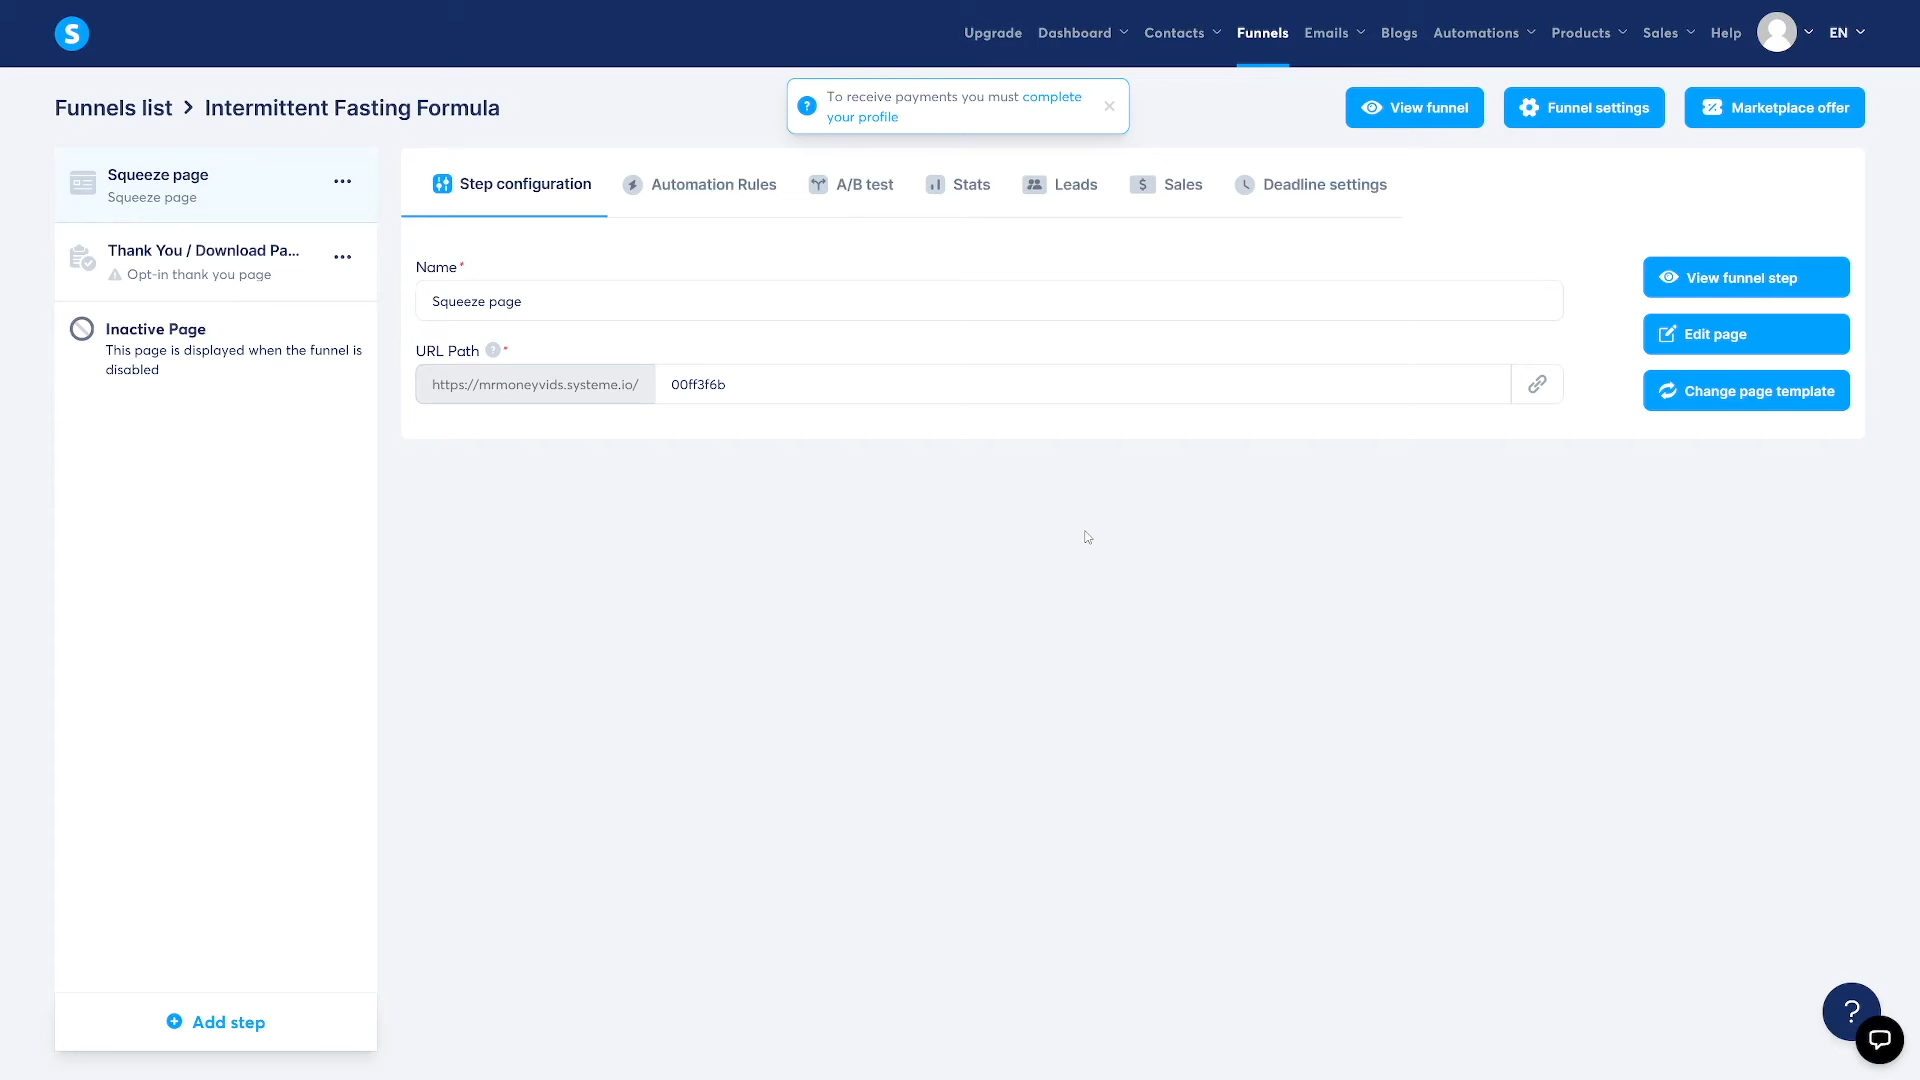 S
Upgrade Dashboard Contacts Funnels Emails Blogs Automations Products Sales Help EN
Funnels list > Intermittent Fasting Formula
? To receive payments you must complete
your profile
View funnel
Funnel settings
Marketplace offer
Squeeze page
Squeeze page
Thank You / Download Pa...
Opt-in thank you page
Inactive Page
This page is displayed when the funnel is
disabled
Add step
Step configuration
Automation Rules
A/B test
Stats
Leads
$ Sales
Deadline settings
Name*
Squeeze page
URL Path ?*
https://mrmoneyvids.systeme.io/ 00ff3f6b
View funnel step
Edit page
Change page template
?